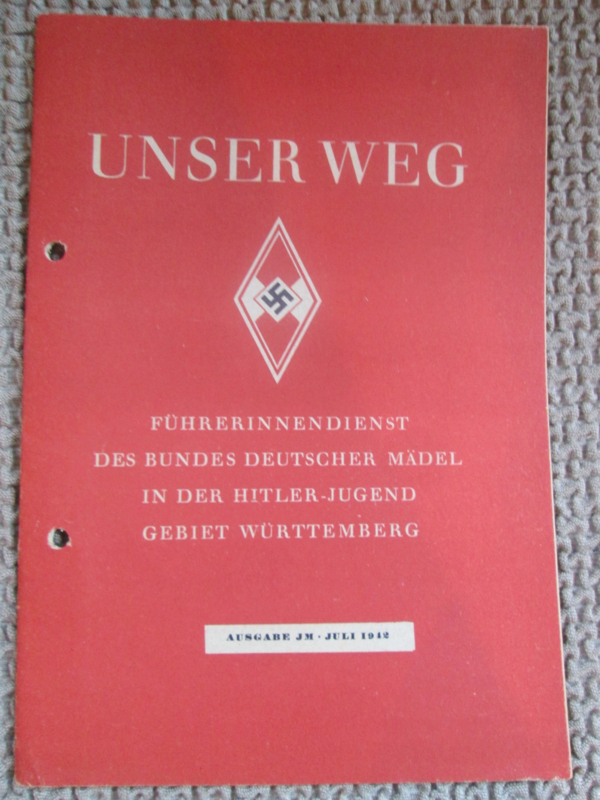 UNSER WEG
FÜHRERINNENDIENST
DES BUNDES DEUTSCHER MÄDEL
IN DER HITLER-JUGEND
GEBIET WÜRTTEMBERG
AUSGABE JM · JULI 1942